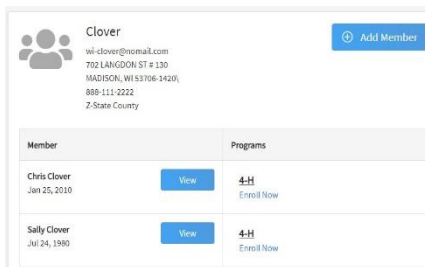 Clover
Add Member
wi-clover@nomail.com
702 LANGDON ST # 130
MADISON, WI 53706-1420\
888-111-2222
Z-State County
Member Programs
Chris Clover View 4-H
Jan 25, 2010 Enroll Now
Sally Clover View 4-H
Jul 24, 1980 Enroll Now